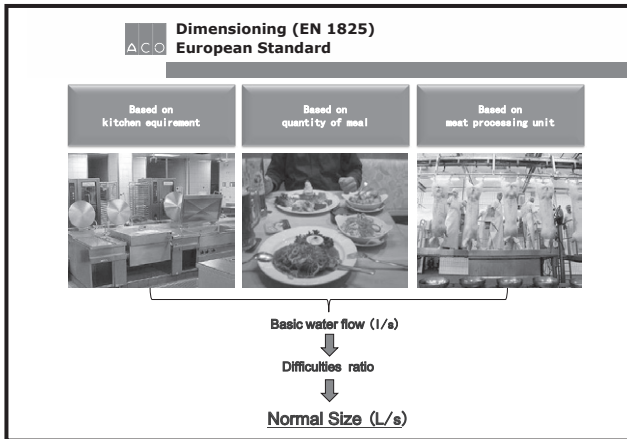 ACO
Dimensioning (EN 1825)
European Standard
Based on
kitchen equirement
Based on
quantity of meal
Based on
meat processing unit
Basic water flow (l/s)
Difficulties ratio
Normal Size (L/s)